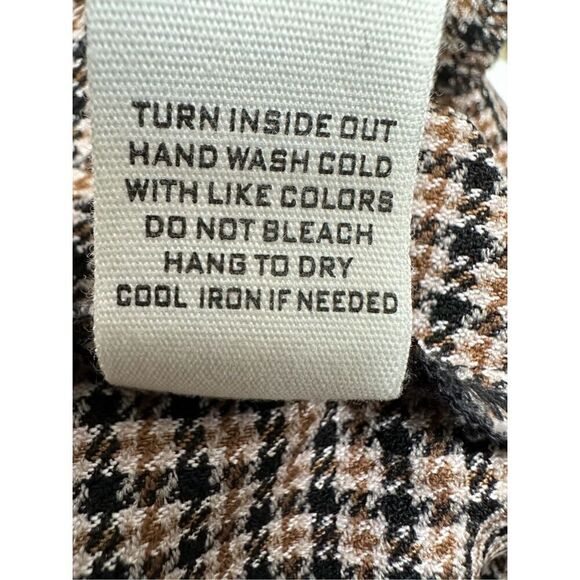 TURN INSIDE OUT
HAND WASH COLD
WITH LIKE COLORS
DO NOT BLEACH
HANG TO DRY
COOL IRON IF NEEDED